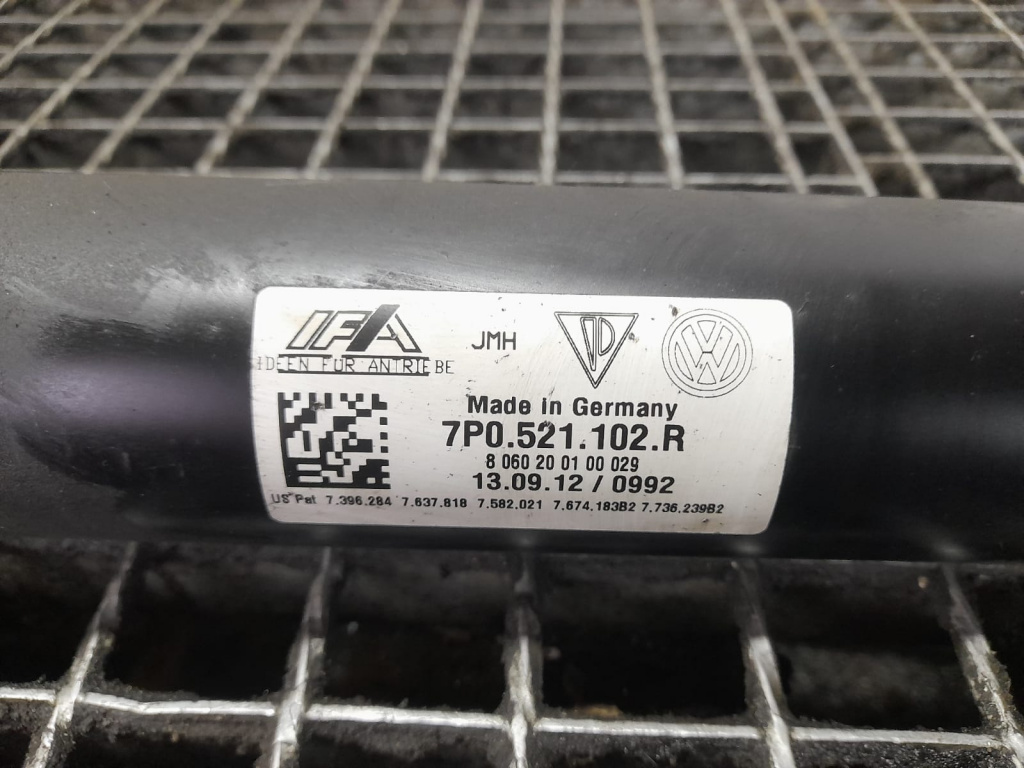 IFA
IDEEN FÜR ANTRIEBE
JMH
Made in Germany
7P0.521.102.R
8 060 20 01 00 029
13.09.12 / 0992
US Pat 7.396.284 7.637.818 7.582.021 7.674.183B2 7.736.239B2